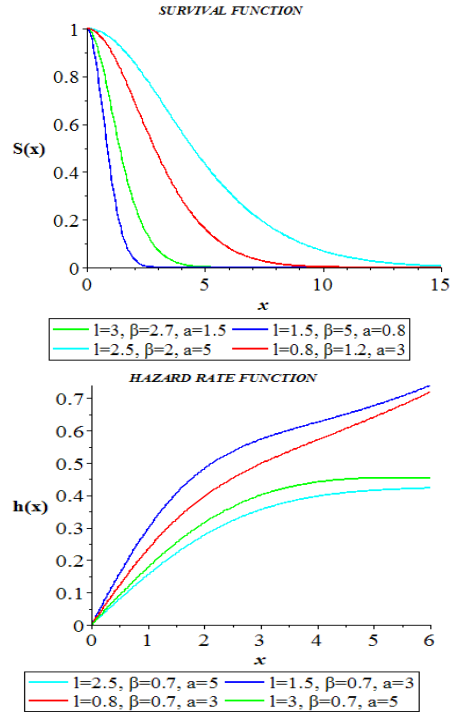 SURVIVAL FUNCTION
1
0.8
0.6
S(x)
0.4
0.2
0
0 5 10 15
x
l=3, β=2.7, a=1.5 l=1.5, β=5, a=0.8
l=2.5, β=2, a=5 l=0.8, β=1.2, a=3
HAZARD RATE FUNCTION
0.7
0.6
0.5
0.4
h(x)
0.3
0.2
0.1
0
0 1 2 3 4 5 6
x
l=2.5, β=0.7, a=5 l=1.5, β=0.7, a=3
l=0.8, β=0.7, a=3 l=3, β=0.7, a=5